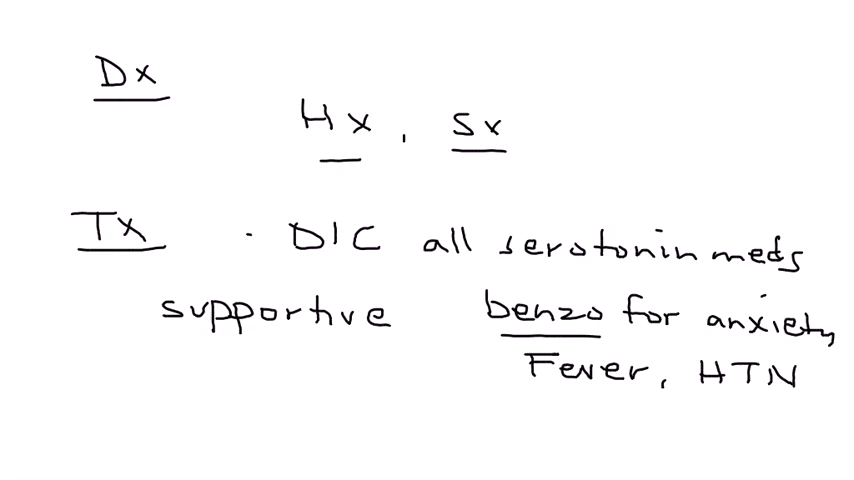 Dx
Hx, Sx
Tx · D/C all serotonin meds
supportive benzo for anxiety
Fever, HTN